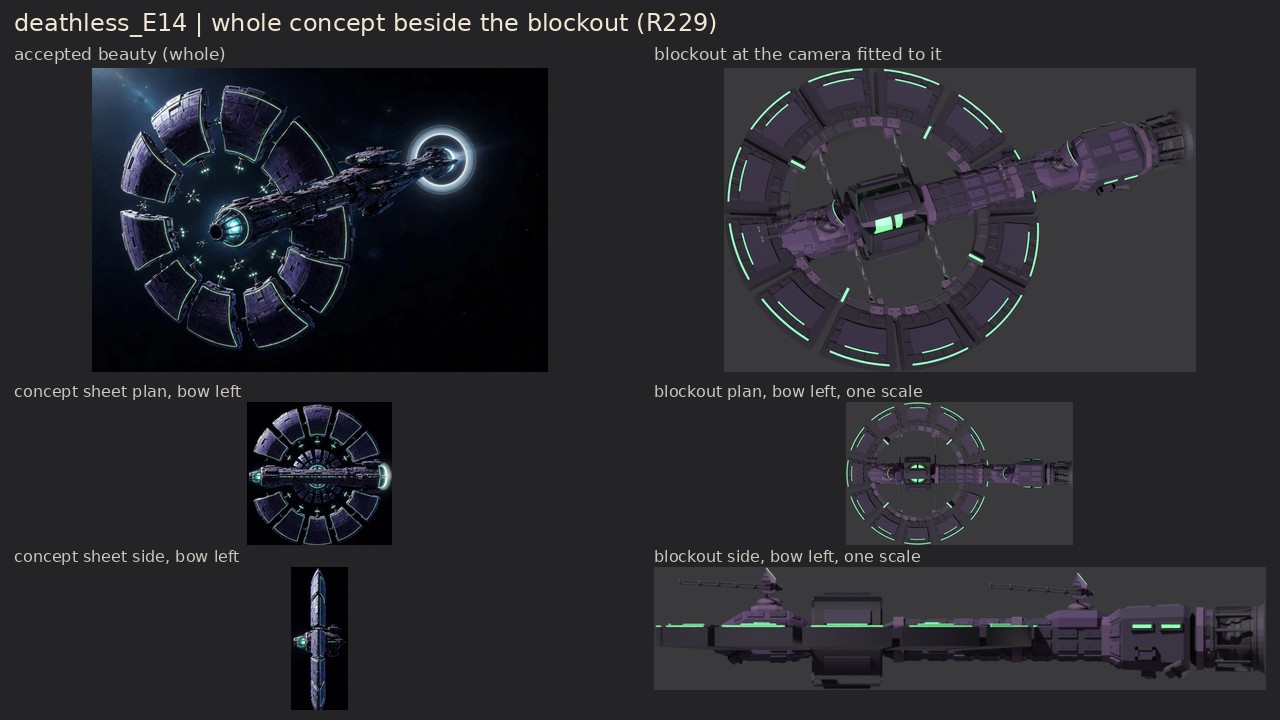 deathless_E14 | whole concept beside the blockout (R229)
accepted beauty (whole)
blockout at the camera fitted to it
concept sheet plan, bow left
blockout plan, bow left, one scale
concept sheet side, bow left
blockout side, bow left, one scale